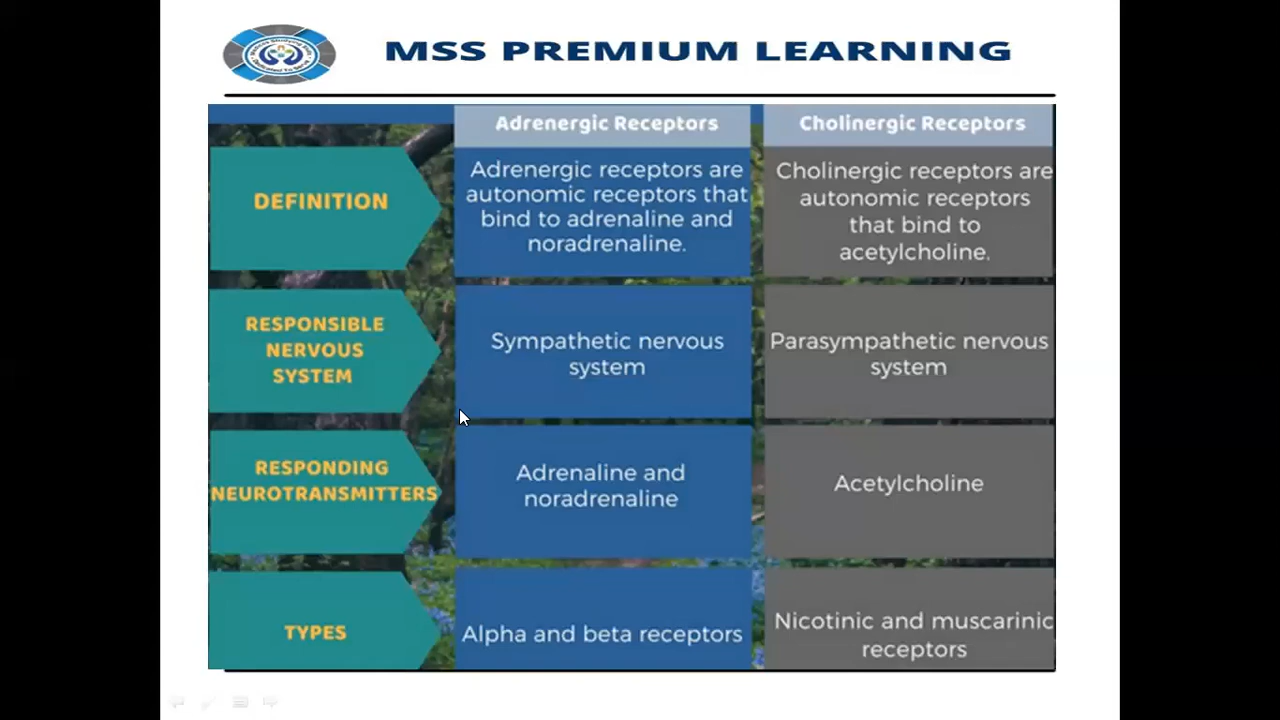 MSS PREMIUM LEARNING
Adrenergic Receptors
Cholinergic Receptors
DEFINITION
Adrenergic receptors are
autonomic receptors that
bind to adrenaline and
noradrenaline.
Cholinergic receptors are
autonomic receptors
that bind to
acetylcholine.
RESPONSIBLE
NERVOUS
SYSTEM
Sympathetic nervous
system
Parasympathetic nervous
system
RESPONDING
NEUROTRANSMITTERS
Adrenaline and
noradrenaline
Acetylcholine
TYPES
Alpha and beta receptors
Nicotinic and muscarinic
receptors